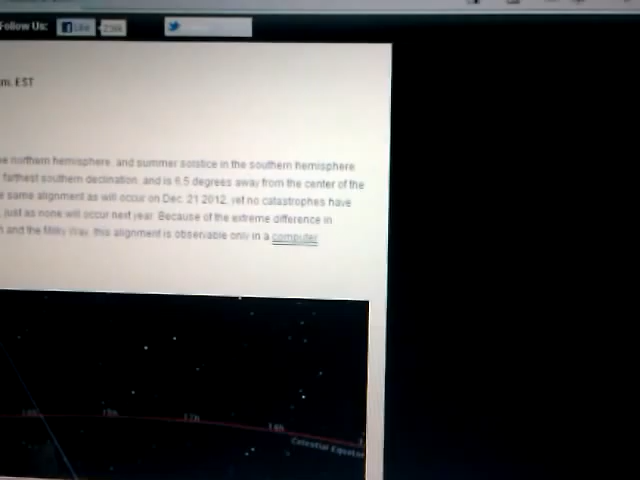 Follow Us:
Like
m. EST
e northern hemisphere, and summer solstice in the southern hemisphere.
farthest southern declination, and is 6.5 degrees away from the center of the
e same alignment as will occur on Dec. 21 2012, yet no catastrophes have
, just as none will occur next year. Because of the extreme difference in
and the Milky Way, this alignment is observable only in a computer
17h
16h
Celestial Equator